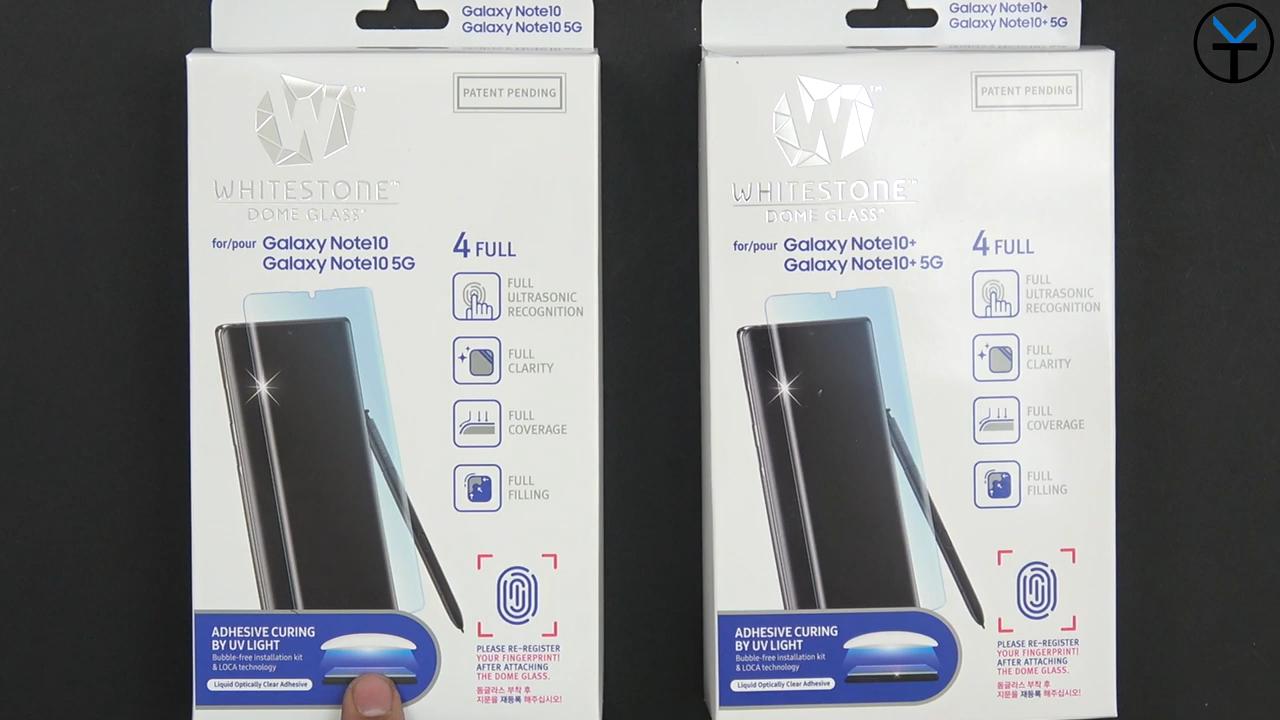 Galaxy Note10
Galaxy Note10 5G
PATENT PENDING
W™
WHITESTONE™
DOME GLASS®
for/pour Galaxy Note10
Galaxy Note10 5G
4 FULL
FULL
ULTRASONIC
RECOGNITION
FULL
CLARITY
FULL
COVERAGE
FULL
FILLING
ADHESIVE CURING
BY UV LIGHT
Bubble-free installation kit
& LOCA technology
Liquid Optically Clear Adhesive
PLEASE RE-REGISTER
YOUR FINGERPRINT!
AFTER ATTACHING
THE DOME GLASS.
돔글라스 부착 후
지문을 재등록 해주십시오!
Galaxy Note10+
Galaxy Note10+ 5G
PATENT PENDING
W™
WHITESTONE™
DOME GLASS®
for/pour Galaxy Note10+
Galaxy Note10+ 5G
4 FULL
FULL
ULTRASONIC
RECOGNITION
FULL
CLARITY
FULL
COVERAGE
FULL
FILLING
ADHESIVE CURING
BY UV LIGHT
Bubble-free installation kit
& LOCA technology
Liquid Optically Clear Adhesive
PLEASE RE-REGISTER
YOUR FINGERPRINT!
AFTER ATTACHING
THE DOME GLASS.
돔글라스 부착 후
지문을 재등록 해주십시오!